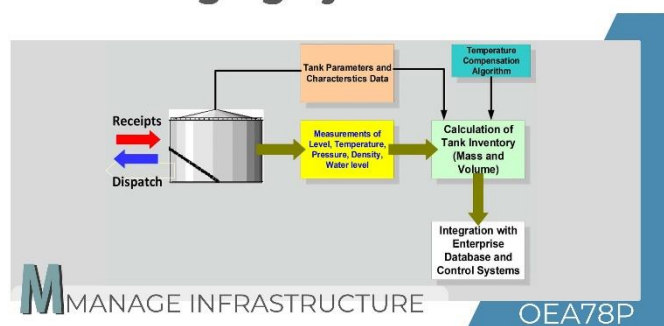 Tank Parameters and
Characterstics Data
Temperature
Compensation
Algorithm
Receipts
Dispatch
Measurements of
Level, Temperature,
Pressure, Density,
Water level
Calculation of
Tank Inventory
(Mass and
Volume)
Integration with
Enterprise
Database and
Control Systems
MMANAGE INFRASTRUCTURE
OEA78P